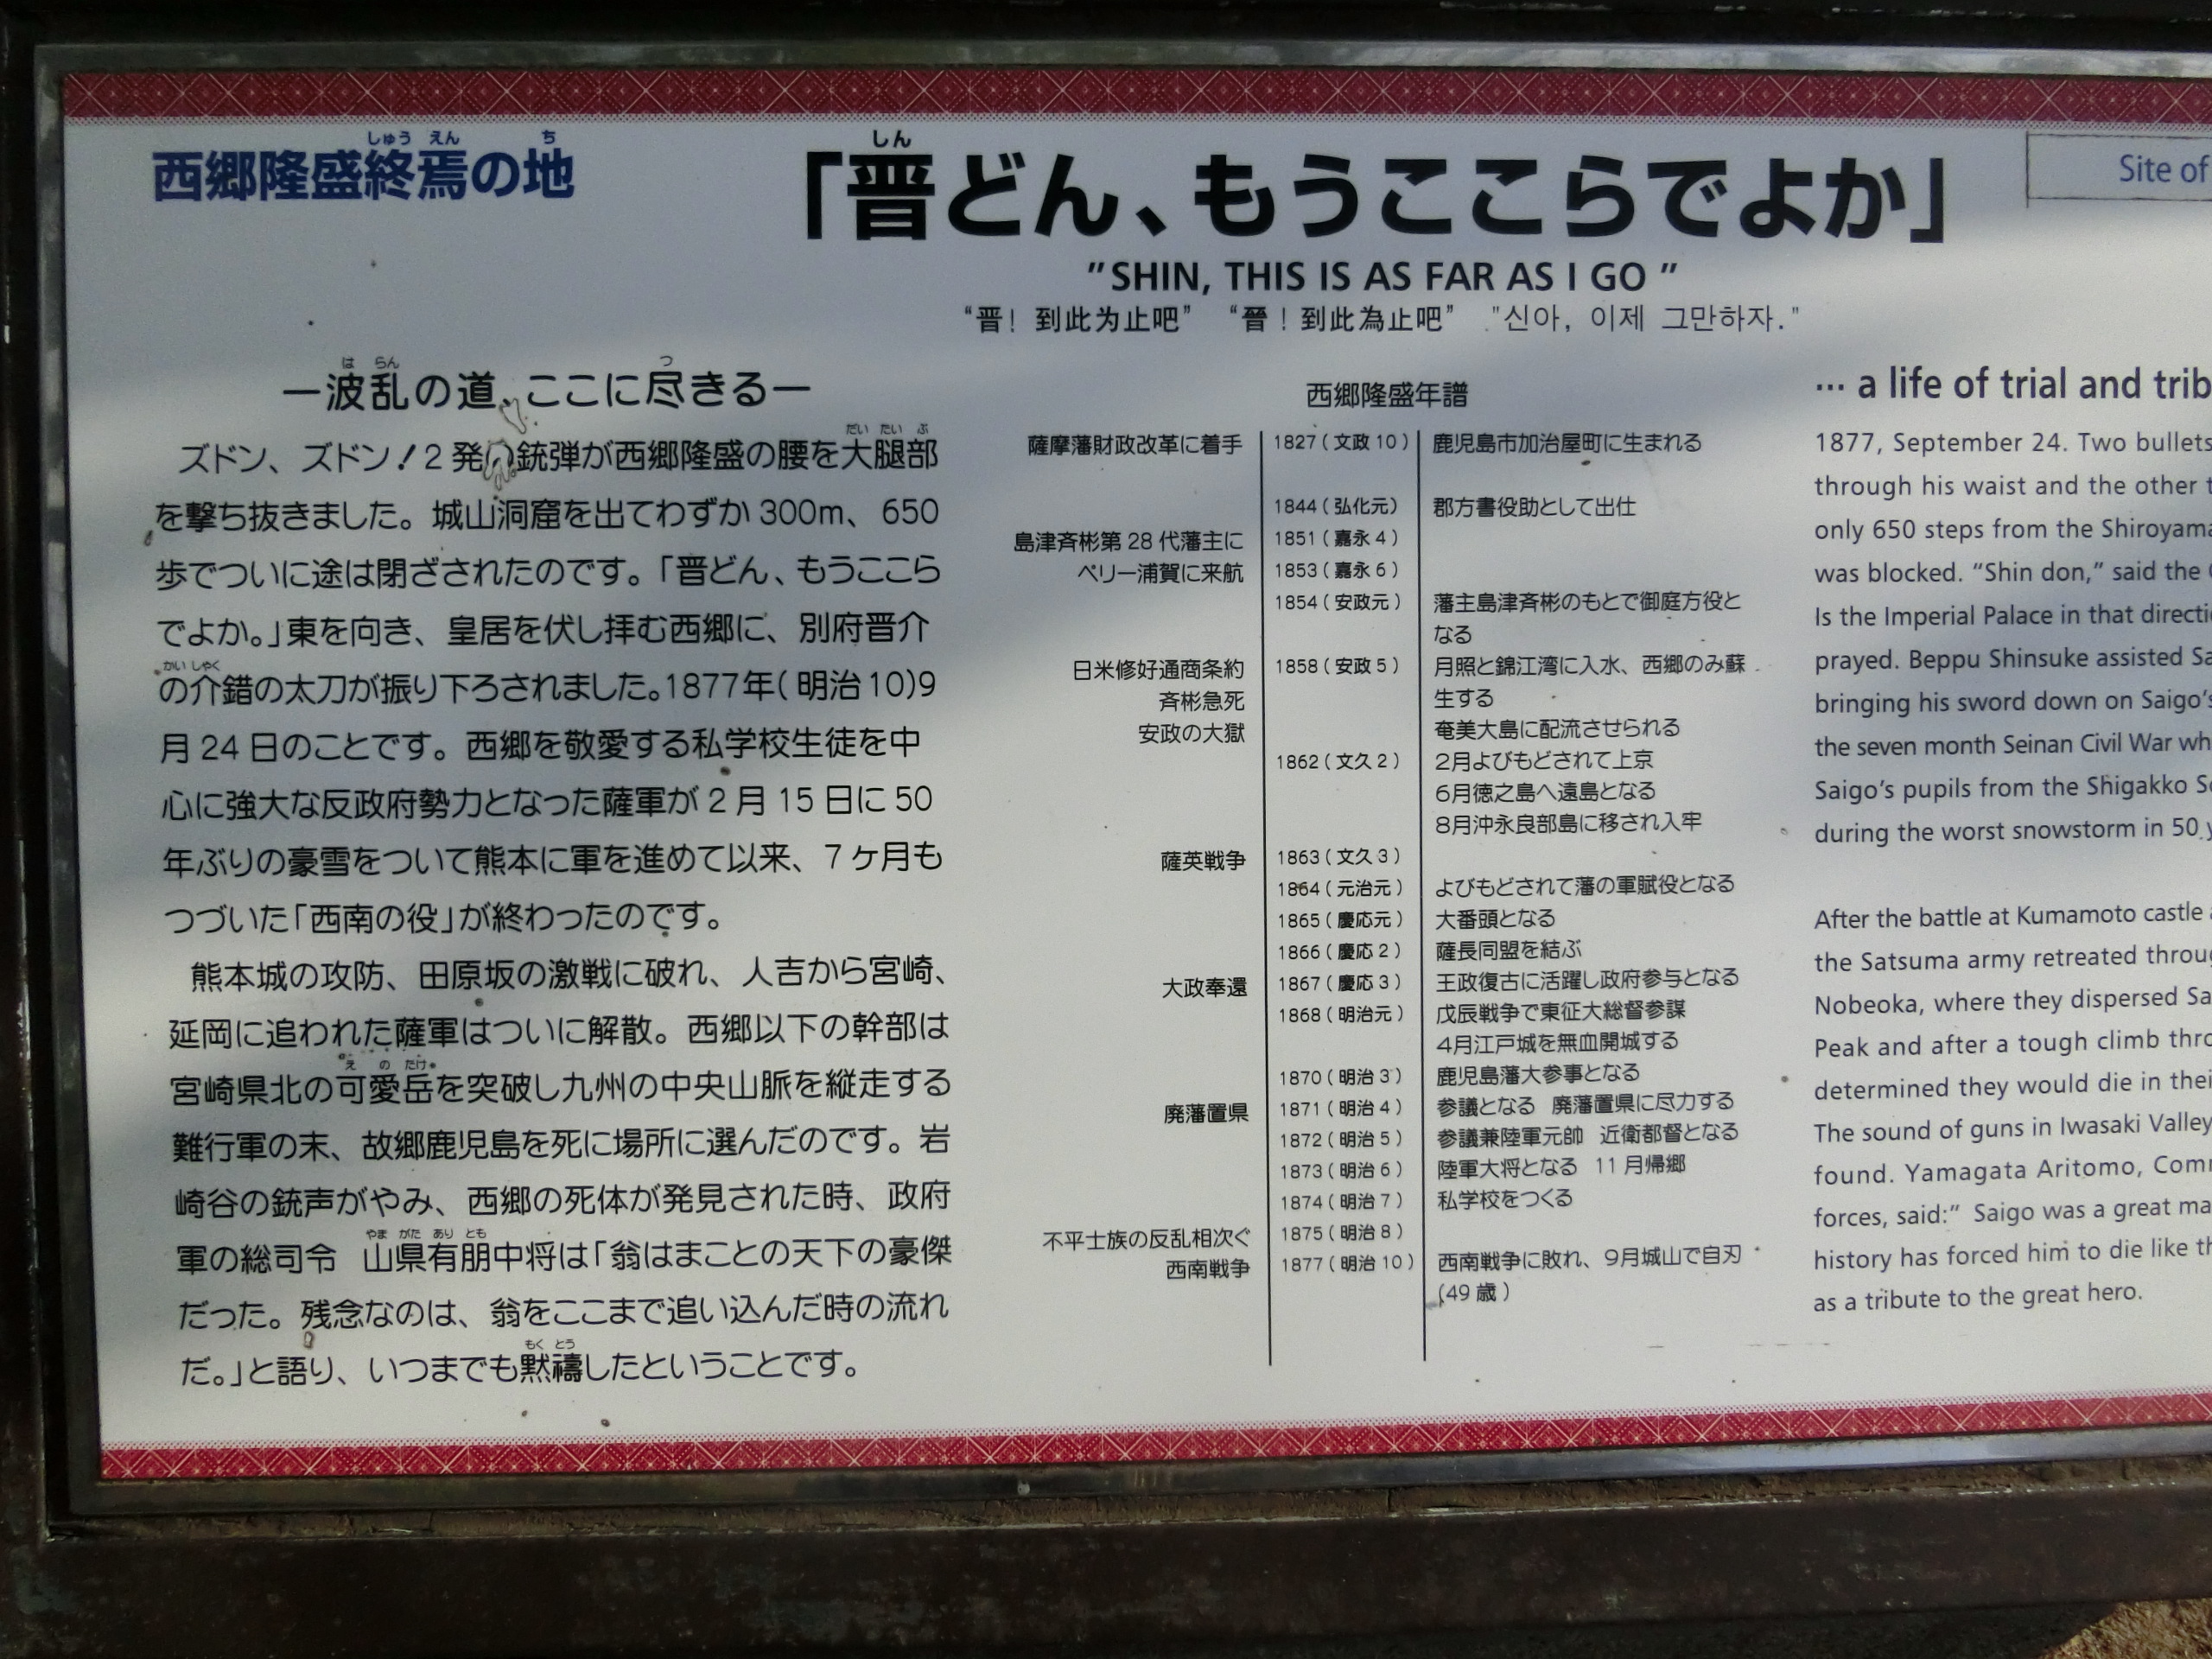 西郷隆盛終焉の地
しゅう えん ち
「晋どん、もうここらでよか」
しん
"SHIN, THIS IS AS FAR AS I GO "
“晋！到此为止吧” “晉！到此為止吧” "신아, 이제 그만하자."
Site of
―波乱の道、ここに尽きる―
は らん つ
ズドン、ズドン！2発の銃弾が西郷隆盛の腰を大腿部
だい たい ぶ
を撃ち抜きました。城山洞窟を出てわずか300m、650
歩でついに途は閉ざされたのです。「晋どん、もうここら
でよか。」東を向き、皇居を伏し拝む西郷に、別府晋介
の介錯の太刀が振り下ろされました。1877年(明治10)9
かい しゃく
月24日のことです。西郷を敬愛する私学校生徒を中
心に強大な反政府勢力となった薩軍が2月15日に50
年ぶりの豪雪をついて熊本に軍を進めて以来、7ヶ月も
つづいた「西南の役」が終わったのです。
熊本城の攻防、田原坂の激戦に破れ、人吉から宮崎、
延岡に追われた薩軍はついに解散。西郷以下の幹部は
宮崎県北の可愛岳を突破し九州の中央山脈を縦走する
え の たけ
難行軍の末、故郷鹿児島を死に場所に選んだのです。岩
崎谷の銃声がやみ、西郷の死体が発見された時、政府
軍の総司令 山県有朋中将は「翁はまことの天下の豪傑
やま がた あり とも
だった。残念なのは、翁をここまで追い込んだ時の流れ
だ。」と語り、いつまでも黙禱したということです。
もく とう
西郷隆盛年譜
薩摩藩財政改革に着手 1827(文政10) 鹿児島市加治屋町に生まれる
1844(弘化元) 郡方書役助として出仕
島津斉彬第28代藩主に 1851(嘉永4)
ペリー浦賀に来航 1853(嘉永6)
1854(安政元) 藩主島津斉彬のもとで御庭方役と
なる
日米修好通商条約 1858(安政5) 月照と錦江湾に入水、西郷のみ蘇
斉彬急死 生する
安政の大獄 奄美大島に配流させられる
1862(文久2) 2月よびもどされて上京
6月徳之島へ遠島となる
8月沖永良部島に移され入牢
薩英戦争 1863(文久3)
1864(元治元) よびもどされて藩の軍賦役となる
1865(慶応元) 大番頭となる
1866(慶応2) 薩長同盟を結ぶ
大政奉還 1867(慶応3) 王政復古に活躍し政府参与となる
1868(明治元) 戊辰戦争で東征大総督参謀
4月江戸城を無血開城する
1870(明治3) 鹿児島藩大参事となる
廃藩置県 1871(明治4) 参議となる 廃藩置県に尽力する
1872(明治5) 参議兼陸軍元帥 近衛都督となる
1873(明治6) 陸軍大将となる 11月帰郷
1874(明治7) 私学校をつくる
不平士族の反乱相次ぐ 1875(明治8)
西南戦争 1877(明治10) 西南戦争に敗れ、9月城山で自刃
(49歳)
… a life of trial and trib
1877, September 24. Two bullets
through his waist and the other t
only 650 steps from the Shiroyama
was blocked. “Shin don,” said the
Is the Imperial Palace in that directi
prayed. Beppu Shinsuke assisted Sa
bringing his sword down on Saigo’s
the seven month Seinan Civil War wh
Saigo’s pupils from the Shigakko S
during the worst snowstorm in 50 y
After the battle at Kumamoto castle
the Satsuma army retreated throug
Nobeoka, where they dispersed Sa
Peak and after a tough climb thro
determined they would die in thei
The sound of guns in Iwasaki Valley
found. Yamagata Aritomo, Comm
forces, said:” Saigo was a great ma
history has forced him to die like th
as a tribute to the great hero.